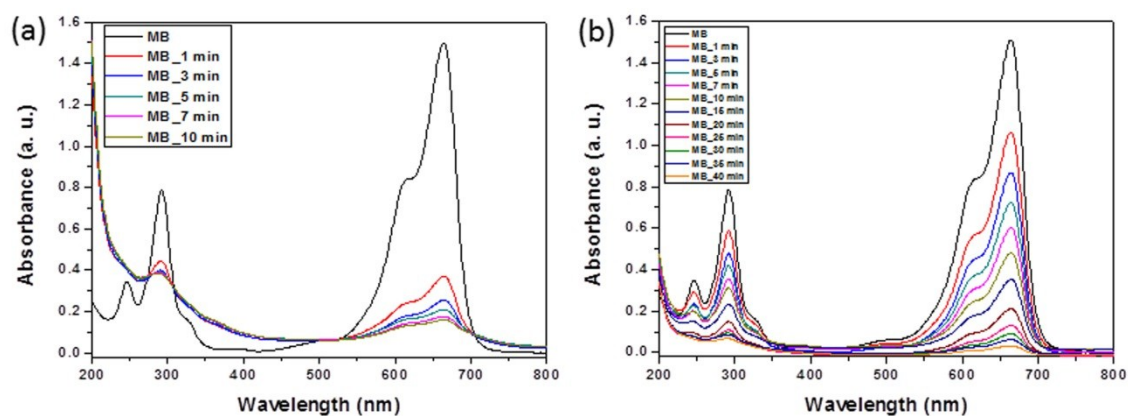 (a)
1.6
1.4
1.2
1.0
0.8
0.6
0.4
0.2
0.0
Absorbance (a. u.)
MB
MB_1 min
MB_3 min
MB_5 min
MB_7 min
MB_10 min
200 300 400 500 600 700 800
Wavelength (nm)
(b)
1.6
1.4
1.2
1.0
0.8
0.6
0.4
0.2
0.0
Absorbance (a. u.)
MB
MB_1 min
MB_3 min
MB_5 min
MB_7 min
MB_10 min
MB_15 min
MB_20 min
MB_25 min
MB_30 min
MB_35 min
MB_40 min
200 300 400 500 600 700 800
Wavelength (nm)